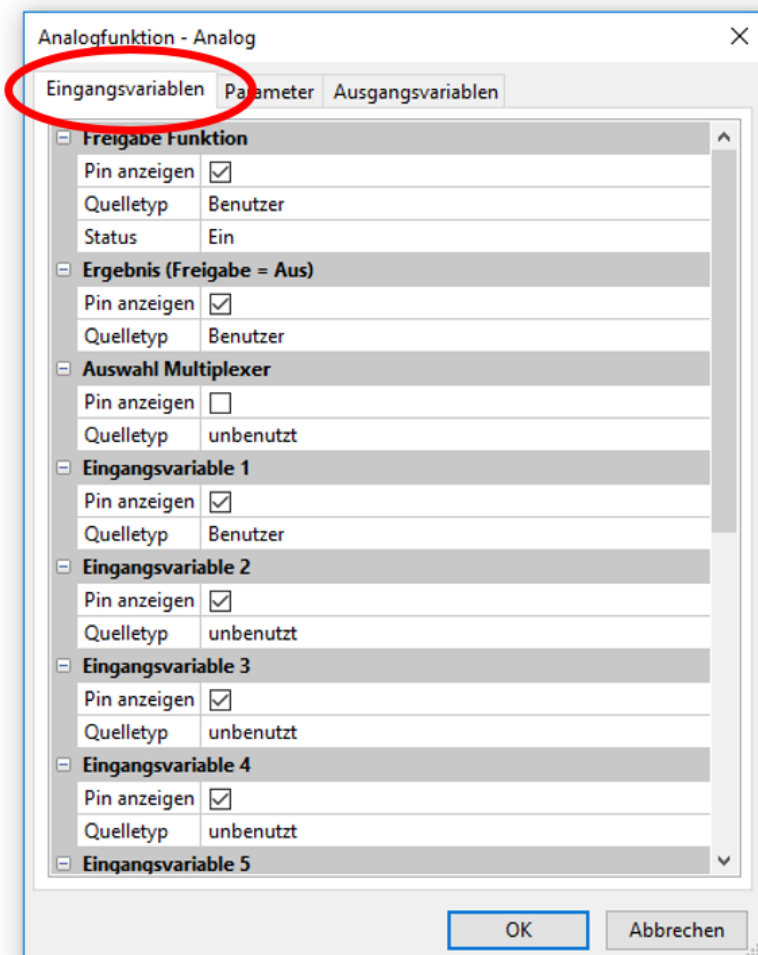 Analogfunktion - Analog
Eingangsvariablen Parameter Ausgangsvariablen
Freigabe Funktion
Pin anzeigen
Quelletyp Benutzer
Status Ein
Ergebnis (Freigabe = Aus)
Pin anzeigen
Quelletyp Benutzer
Auswahl Multiplexer
Pin anzeigen
Quelletyp unbenutzt
Eingangsvariable 1
Pin anzeigen
Quelletyp Benutzer
Eingangsvariable 2
Pin anzeigen
Quelletyp unbenutzt
Eingangsvariable 3
Pin anzeigen
Quelletyp unbenutzt
Eingangsvariable 4
Pin anzeigen
Quelletyp unbenutzt
Eingangsvariable 5
OK Abbrechen